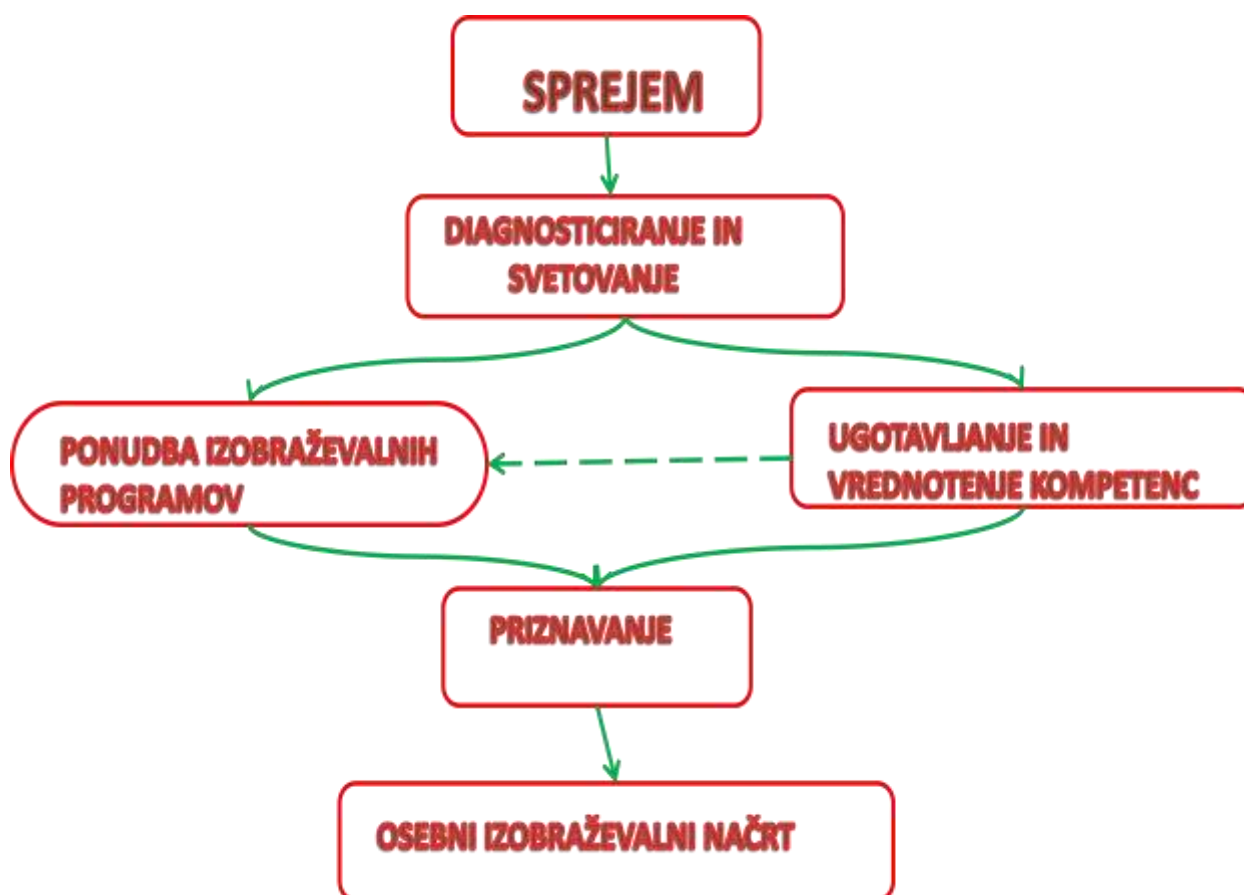 SPREJEM
DIAGNOSTICIRANJE IN
SVETOVANJE
PONUDBA IZOBRAŽEVALNIH
PROGRAMOV
UGOTAVLJANJE IN
VREDNOTENJE KOMPETENC
PRIZNAVANJE
OSEBNI IZOBRAŽEVALNI NAČRT